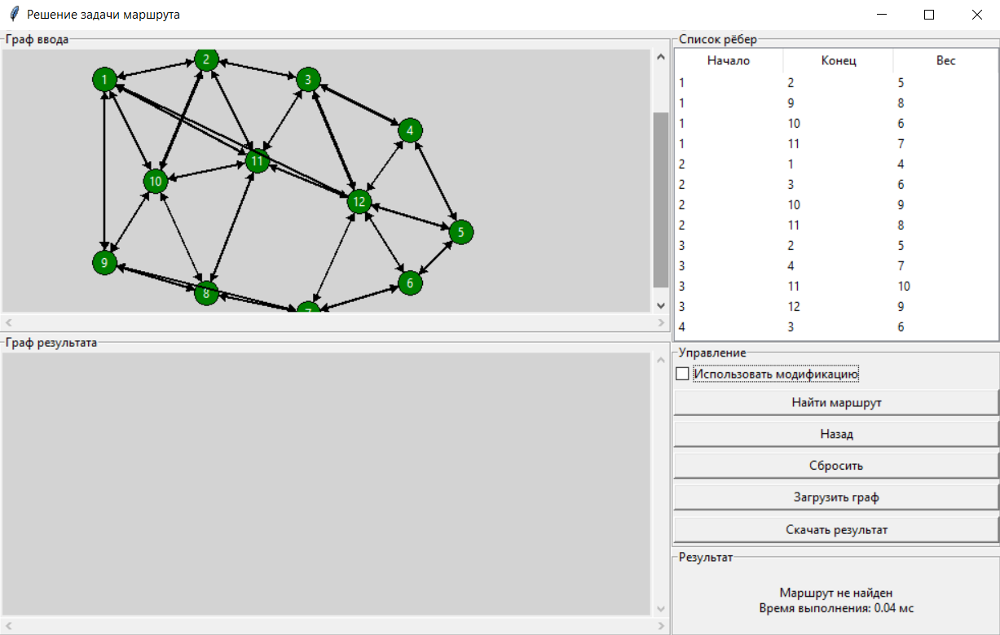 Решение задачи маршрута
Граф ввода
2
1
3
4
11
10
12
5
9
6
8
7
Граф результата
Список рёбер
Начало Конец Вес
1 2 5
1 9 8
1 10 6
1 11 7
2 1 4
2 3 6
2 10 9
2 11 8
3 2 5
3 4 7
3 11 10
3 12 9
4 3 6
Управление
Использовать модификацию
Найти маршрут
Назад
Сбросить
Загрузить граф
Скачать результат
Результат
Маршрут не найден
Время выполнения: 0.04 мс